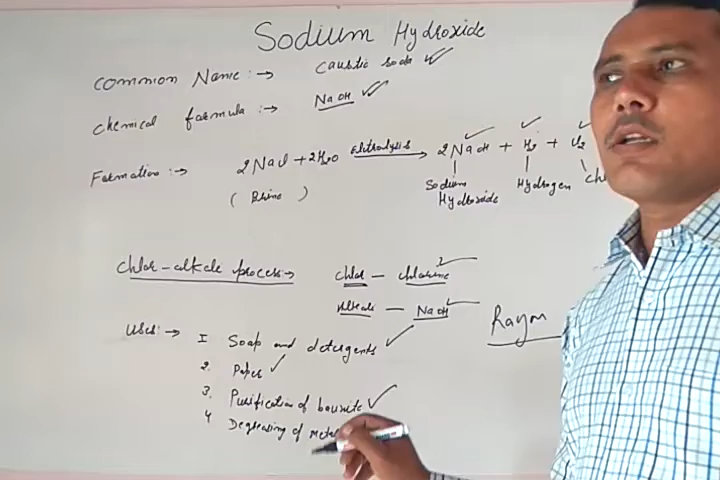 Sodium Hydroxide
Common Name :→ Caustic soda
chemical formula :→ NaOH
Formation :→ 2NaCl + 2H₂O electrolysis → 2NaOH + H₂ + Cl₂
( Brine ) Sodium Hydroxide Hydrogen
Chlor-alkali process :→ chlor – chlorine
Alkali – NaOH
Uses :→ I Soap and detergents
2. Paper
3. Purification of bauxite
4 Degreasing of